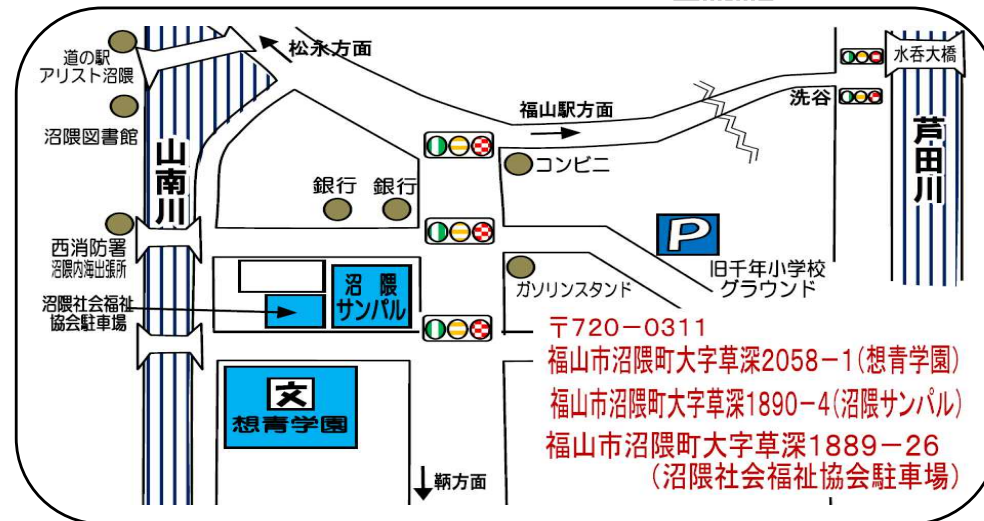 道の駅
アリスト沼隈
松永方面
水呑大橋
洗谷
福山駅方面
沼隈図書館
山南川
芦田川
コンビニ
銀行
銀行
P
西消防署
沼隈内海出張所
旧千年小学校
グラウンド
ガソリンスタンド
沼隈社会福祉
協会駐車場
沼隈
サンパル
文
想青学園
鞆方面
〒720-0311
福山市沼隈町大字草深2058-1(想青学園)
福山市沼隈町大字草深1890-4(沼隈サンパル)
福山市沼隈町大字草深1889-26
(沼隈社会福祉協会駐車場)